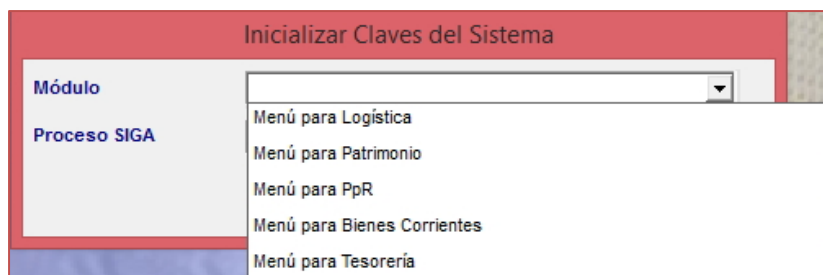 Inicializar Claves del Sistema
Módulo
Menú para Logística
Proceso SIGA
Menú para Patrimonio
Menú para PpR
Menú para Bienes Corrientes
Menú para Tesorería